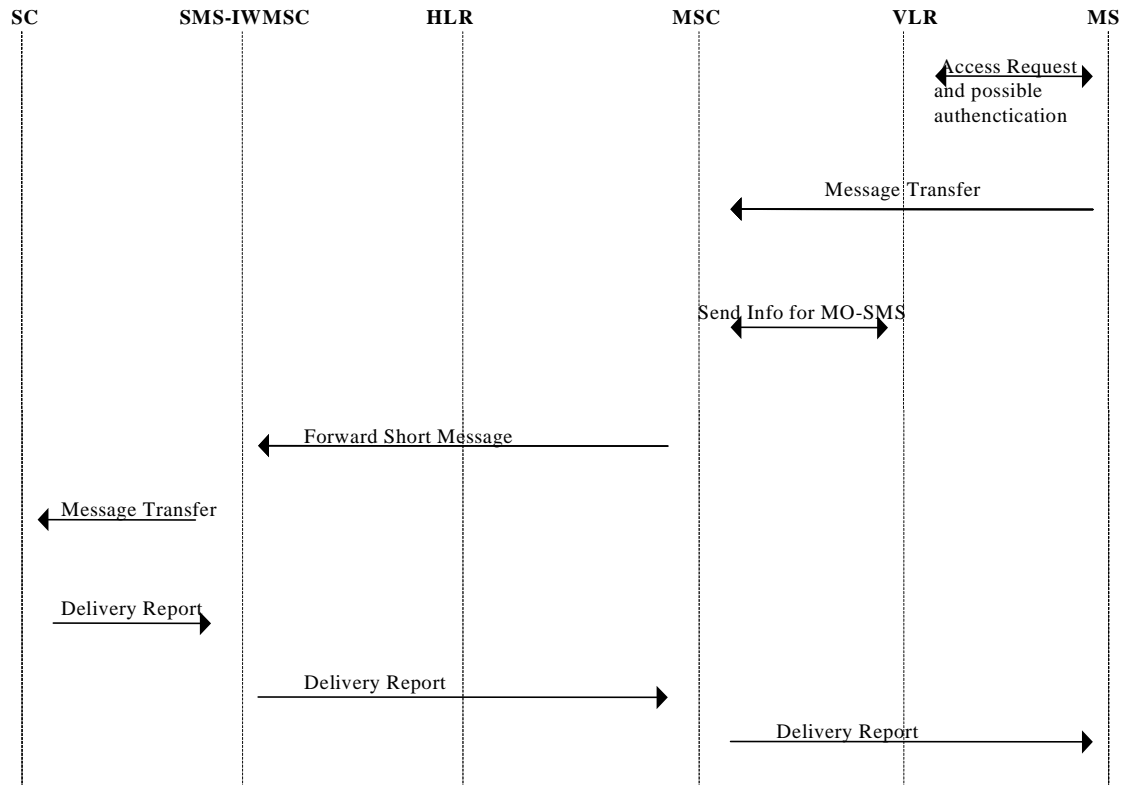 SC SMS-IWMSC HLR MSC VLR MS
Access Request
and possible
authenctication
Message Transfer
Send Info for MO-SMS
Forward Short Message
Message Transfer
Delivery Report
Delivery Report
Delivery Report